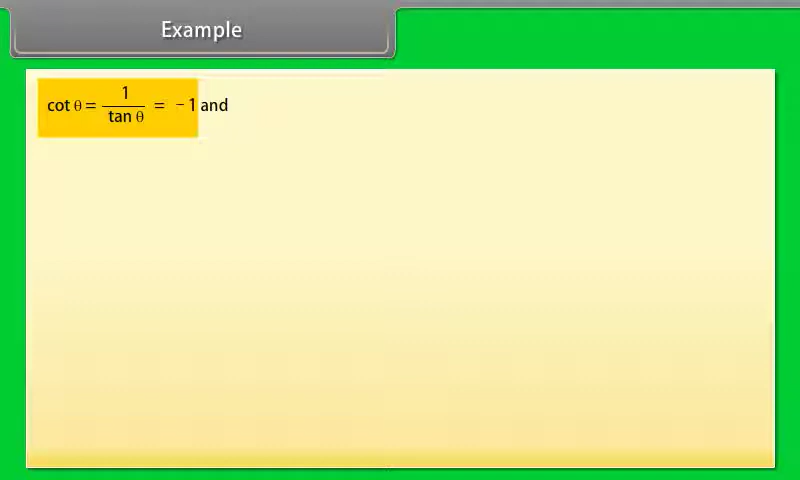 Example
cot θ = 1/tan θ = −1 and